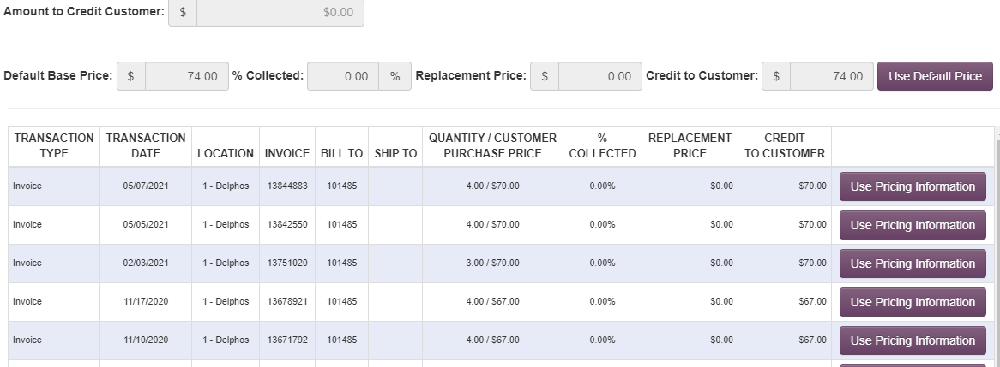 Amount to Credit Customer: $ $0.00
Default Base Price: $ 74.00 % Collected: 0.00 % Replacement Price: $ 0.00 Credit to Customer: $ 74.00 Use Default Price
TRANSACTION TYPE TRANSACTION DATE LOCATION INVOICE BILL TO SHIP TO QUANTITY / CUSTOMER PURCHASE PRICE % COLLECTED REPLACEMENT PRICE CREDIT TO CUSTOMER
Invoice 05/07/2021 1 - Delphos 13844883 101485 4.00 / $70.00 0.00% $0.00 $70.00 Use Pricing Information
Invoice 05/05/2021 1 - Delphos 13842550 101485 4.00 / $70.00 0.00% $0.00 $70.00 Use Pricing Information
Invoice 02/03/2021 1 - Delphos 13751020 101485 3.00 / $70.00 0.00% $0.00 $70.00 Use Pricing Information
Invoice 11/17/2020 1 - Delphos 13678921 101485 4.00 / $67.00 0.00% $0.00 $67.00 Use Pricing Information
Invoice 11/10/2020 1 - Delphos 13671792 101485 4.00 / $67.00 0.00% $0.00 $67.00 Use Pricing Information